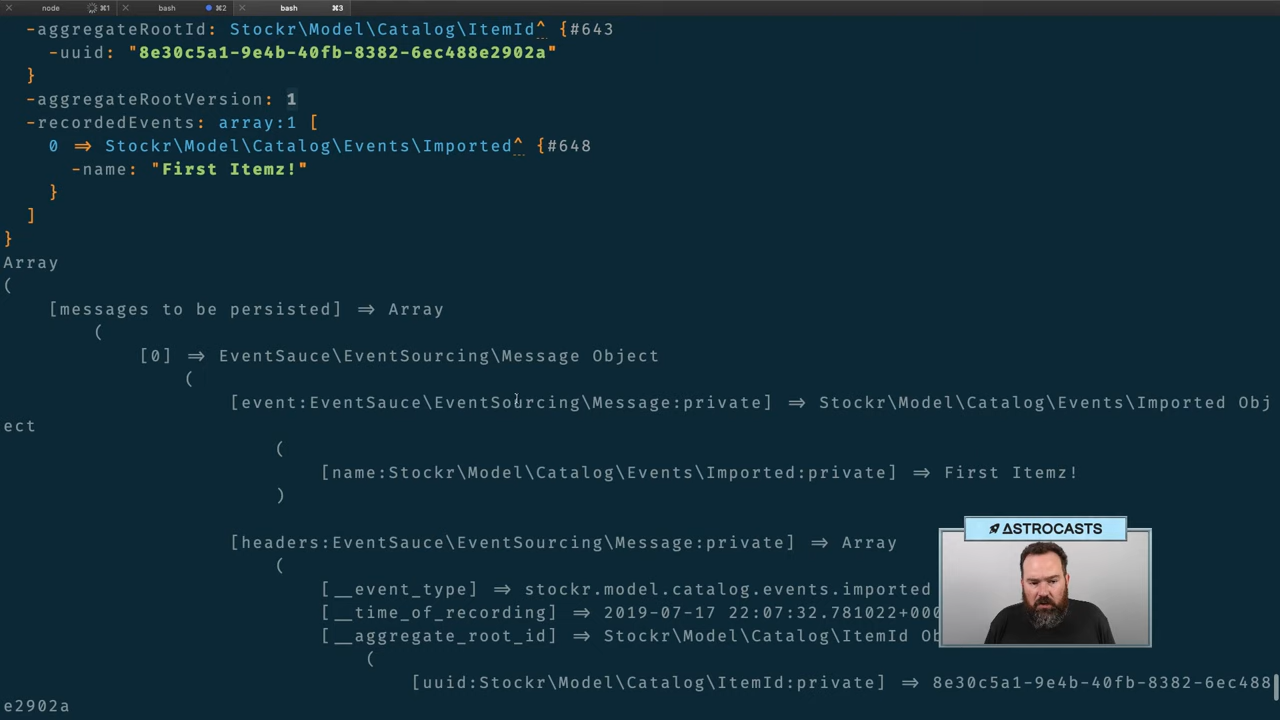 node ⌘1 bash ⌘2 bash ⌘3
-aggregateRootId: Stockr\Model\Catalog\ItemId^ {#643
-uuid: "8e30c5a1-9e4b-40fb-8382-6ec488e2902a"
}
-aggregateRootVersion: 1
-recordedEvents: array:1 [
0 => Stockr\Model\Catalog\Events\Imported^ {#648
-name: "First Itemz!"
}
]
}
Array
(
[messages to be persisted] => Array
(
[0] => EventSauce\EventSourcing\Message Object
(
[event:EventSauce\EventSourcing\Message:private] => Stockr\Model\Catalog\Events\Imported Obj
ect
(
[name:Stockr\Model\Catalog\Events\Imported:private] => First Itemz!
)
[headers:EventSauce\EventSourcing\Message:private] => Array
(
[__event_type] => stockr.model.catalog.events.imported
[__time_of_recording] => 2019-07-17 22:07:32.781022+000
[__aggregate_root_id] => Stockr\Model\Catalog\ItemId Ob
(
[uuid:Stockr\Model\Catalog\ItemId:private] => 8e30c5a1-9e4b-40fb-8382-6ec488
e2902a
ASTROCASTS